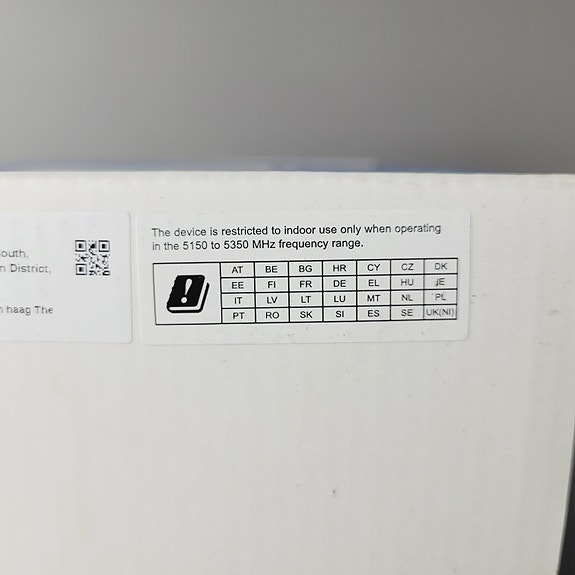 outh,
n District,
n haag The
The device is restricted to indoor use only when operating
in the 5150 to 5350 MHz frequency range.
AT BE BG HR CY CZ DK
EE FI FR DE EL HU IE
IT LV LT LU MT NL PL
PT RO SK SI ES SE UK(NI)